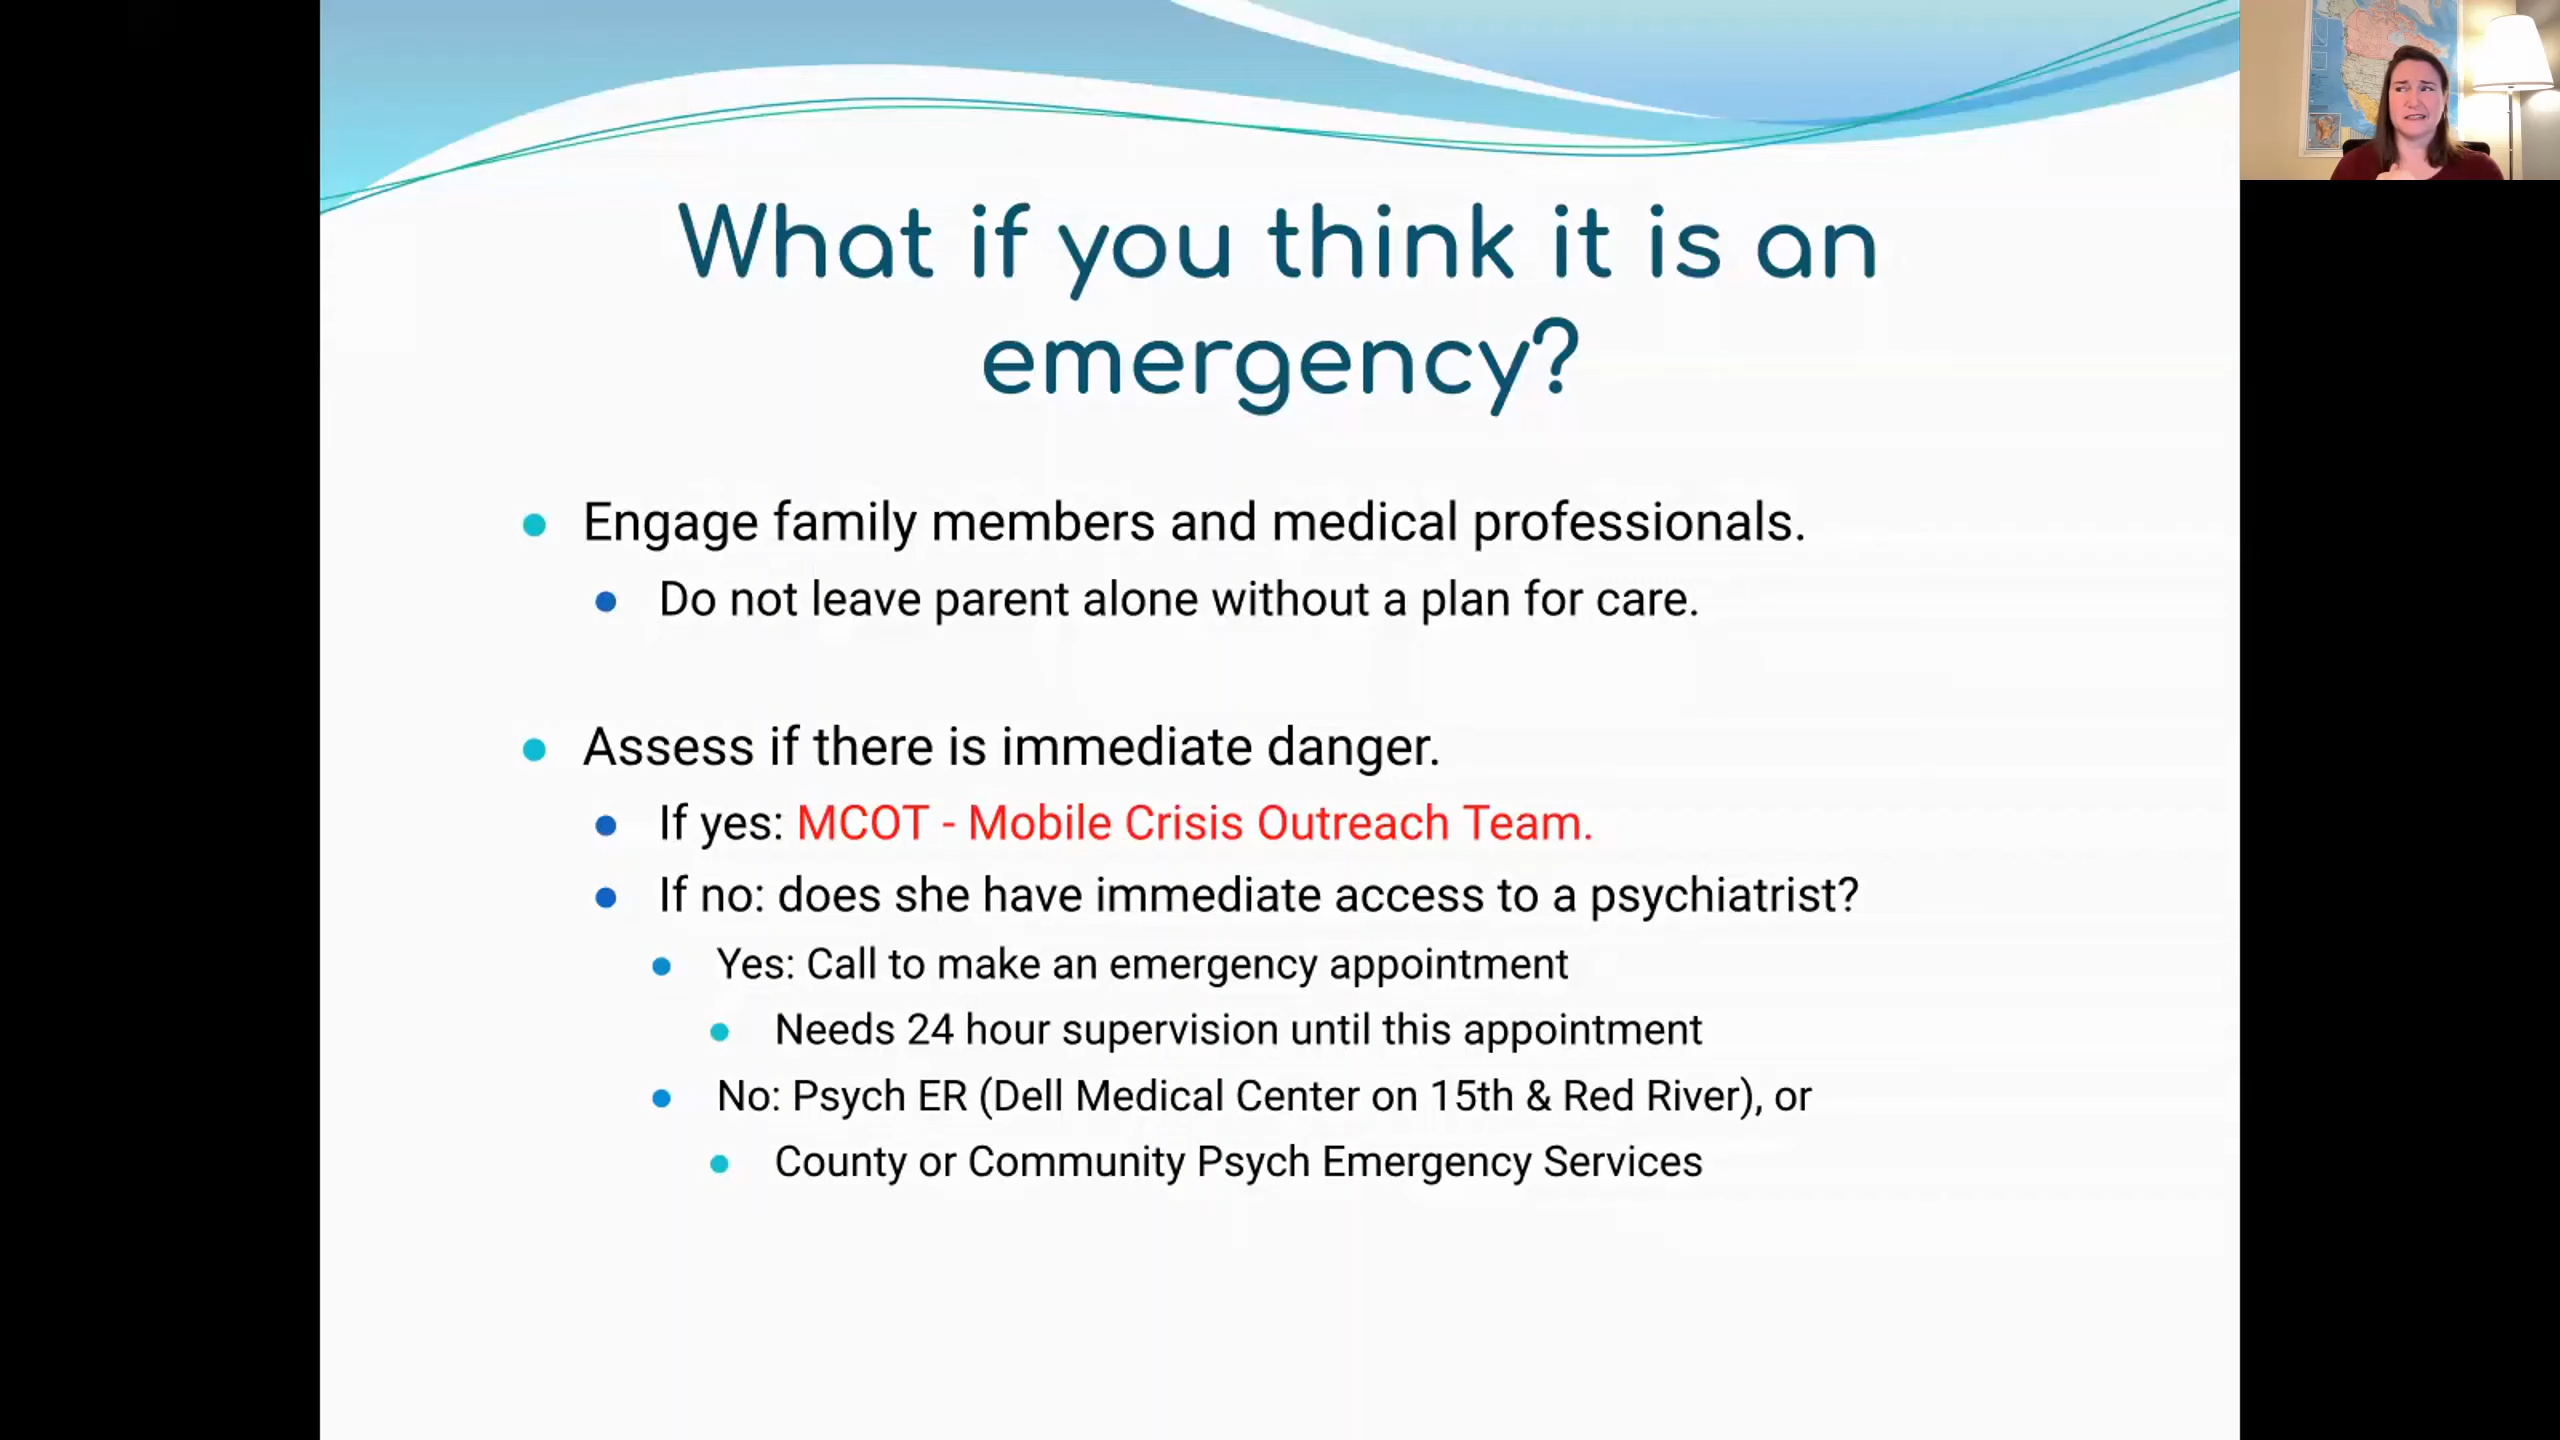 What if you think it is an
emergency?
Engage family members and medical professionals.
Do not leave parent alone without a plan for care.
Assess if there is immediate danger.
If yes: MCOT - Mobile Crisis Outreach Team.
If no: does she have immediate access to a psychiatrist?
Yes: Call to make an emergency appointment
Needs 24 hour supervision until this appointment
No: Psych ER (Dell Medical Center on 15th & Red River), or
County or Community Psych Emergency Services